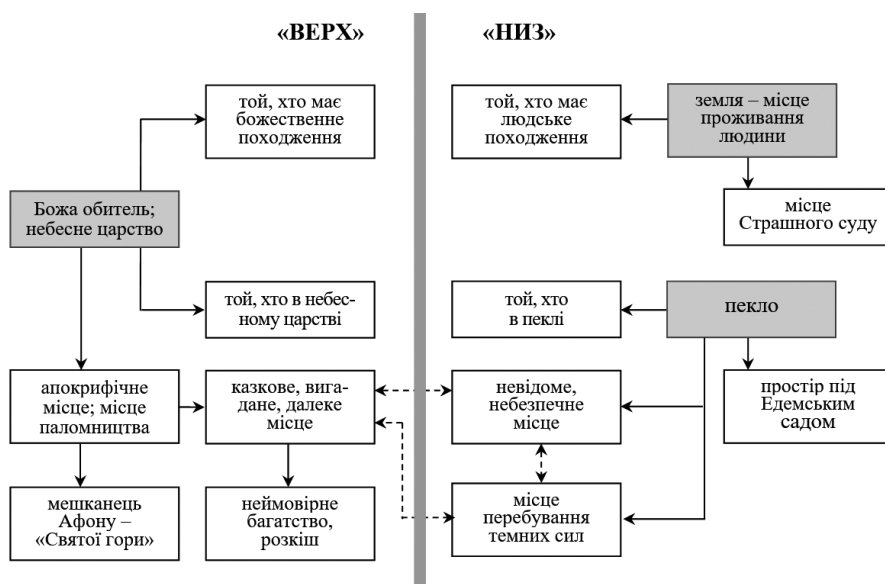 «ВЕРХ»
«НИЗ»
той, хто має
божественне
походження
той, хто має
людське
походження
земля – місце
проживання
людини
Божа обитель;
небесне царство
місце
Страшного суду
той, хто в небес-
ному царстві
той, хто
в пеклі
пекло
апокрифічне
місце; місце
паломництва
казкове, вига-
дане, далеке
місце
невідоме,
небезпечне
місце
простір під
Едемським
садом
мешканець
Афону –
«Святої гори»
неймовірне
багатство,
розкіш
місце
перебування
темних сил